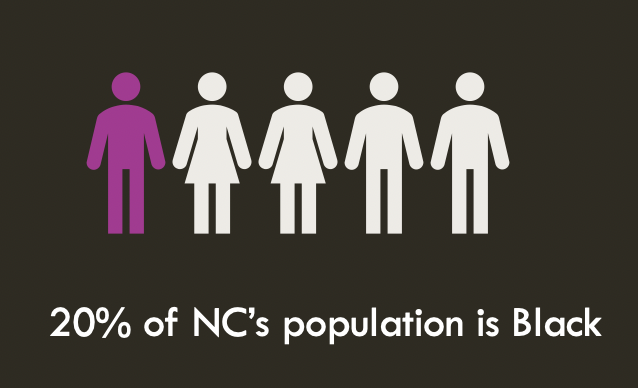 20% of NC’s population is Black